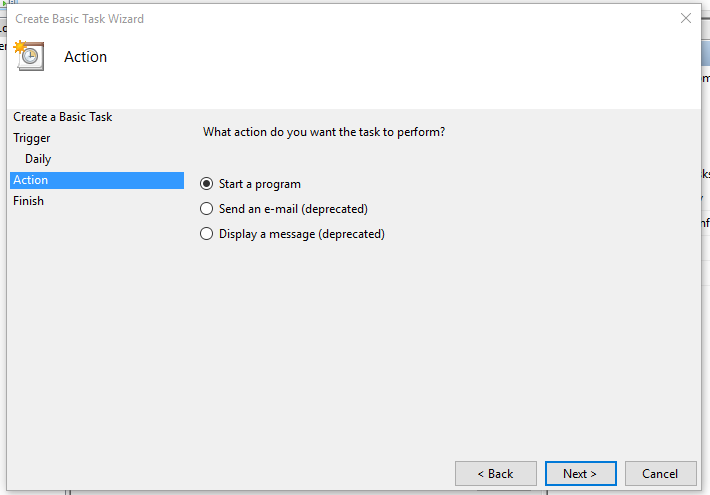 Create Basic Task Wizard
Action
Create a Basic Task
Trigger
Daily
Action
Finish
What action do you want the task to perform?
Start a program
Send an e-mail (deprecated)
Display a message (deprecated)
< Back
Next >
Cancel